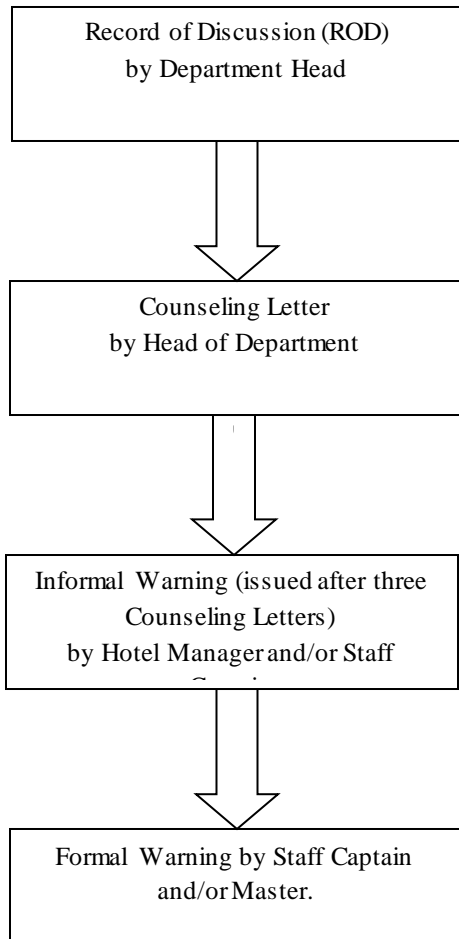 Record of Discussion (ROD)
by Department Head
Counseling Letter
by Head of Department
Informal Warning (issued after three
Counseling Letters)
by Hotel Manager and/or Staff
Formal Warning by Staff Captain
and/or Master.